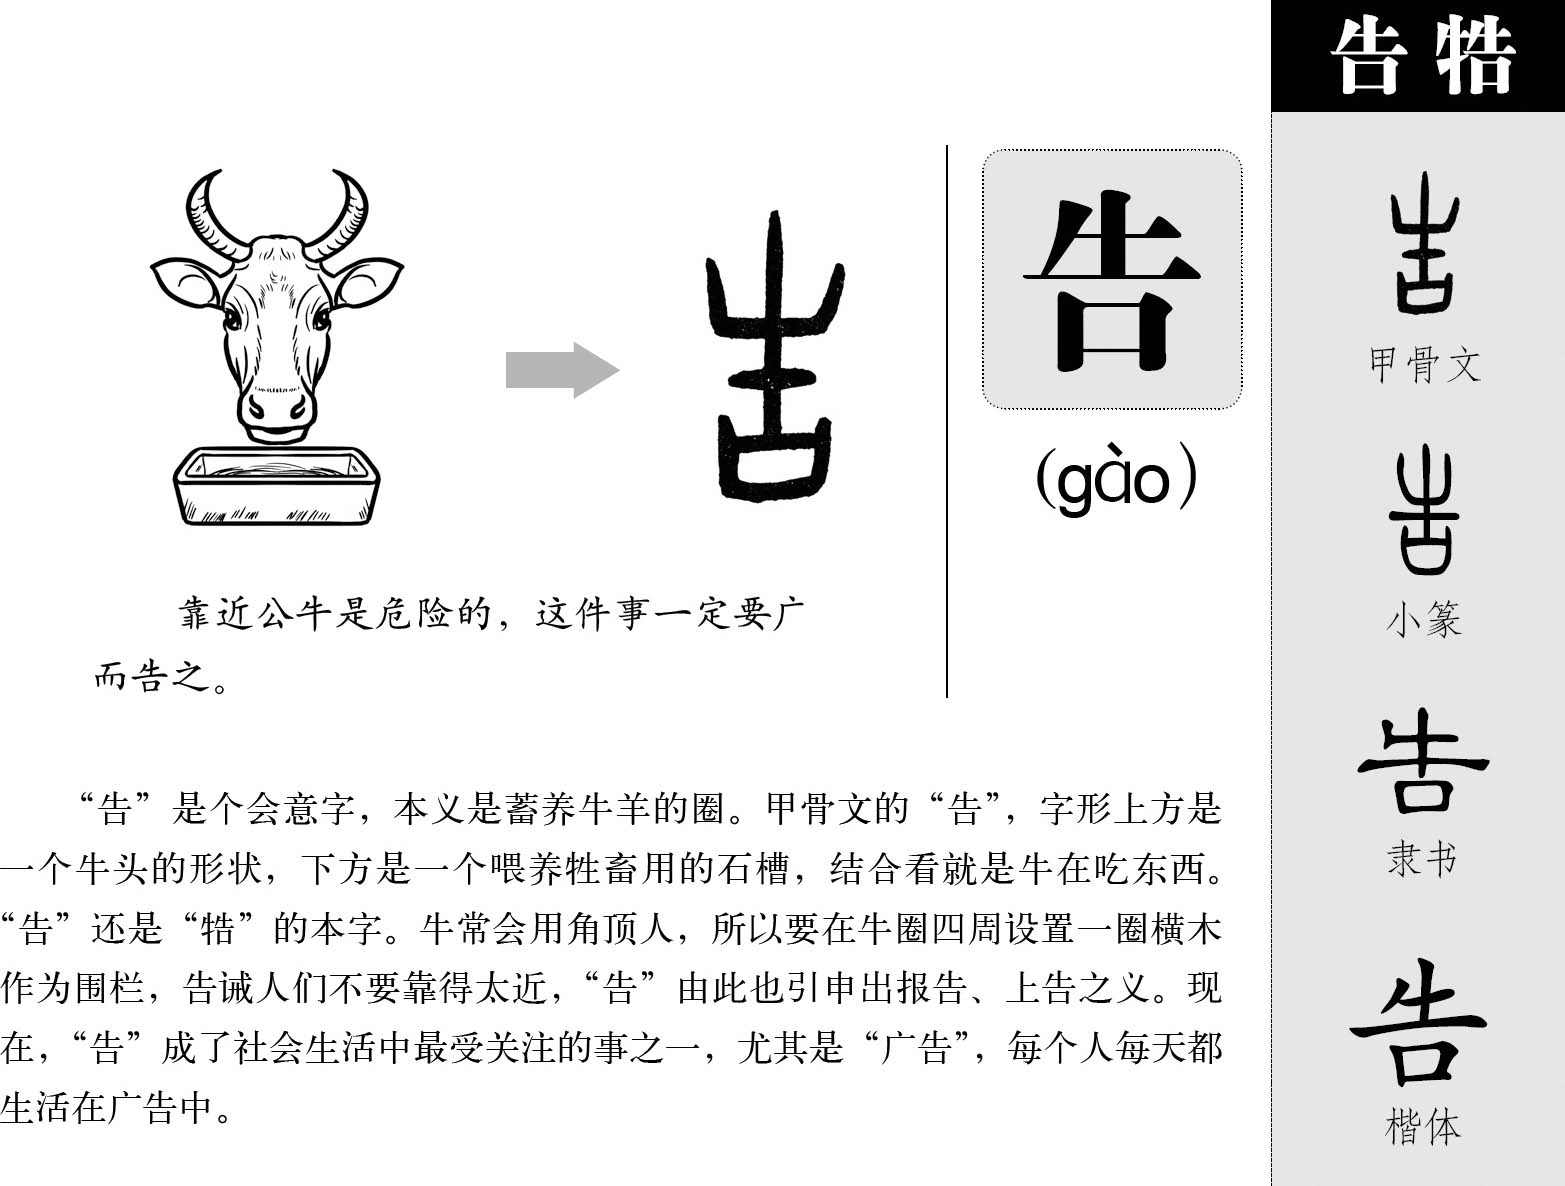 告 牿
告
(gào)
靠近公牛是危险的，这件事一定要广
而告之。
“告”是个会意字，本义是蓄养牛羊的圈。甲骨文的“告”，字形上方是
一个牛头的形状，下方是一个喂养牲畜用的石槽，结合看就是牛在吃东西。
“告”还是“牿”的本字。牛常会用角顶人，所以要在牛圈四周设置一圈横木
作为围栏，告诫人们不要靠得太近，“告”由此也引申出报告、上告之义。现
在，“告”成了社会生活中最受关注的事之一，尤其是“广告”，每个人每天都
生活在广告中。
告
甲骨文
告
小篆
告
隶书
告
楷体